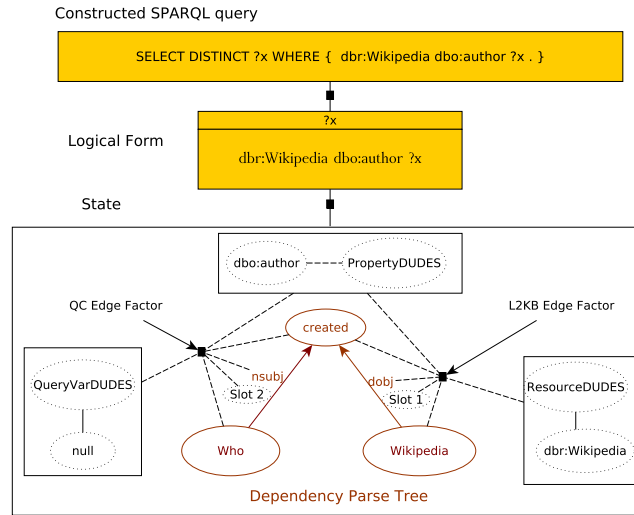 Constructed SPARQL query
SELECT DISTINCT ?x WHERE { dbr:Wikipedia dbo:author ?x . }
?x
Logical Form
dbr:Wikipedia dbo:author ?x
State
dbo:author
PropertyDUDES
QC Edge Factor
L2KB Edge Factor
created
QueryVarDUDES
nsubj
dobj
ResourceDUDES
Slot 2
Slot 1
null
Who
Wikipedia
dbr:Wikipedia
Dependency Parse Tree